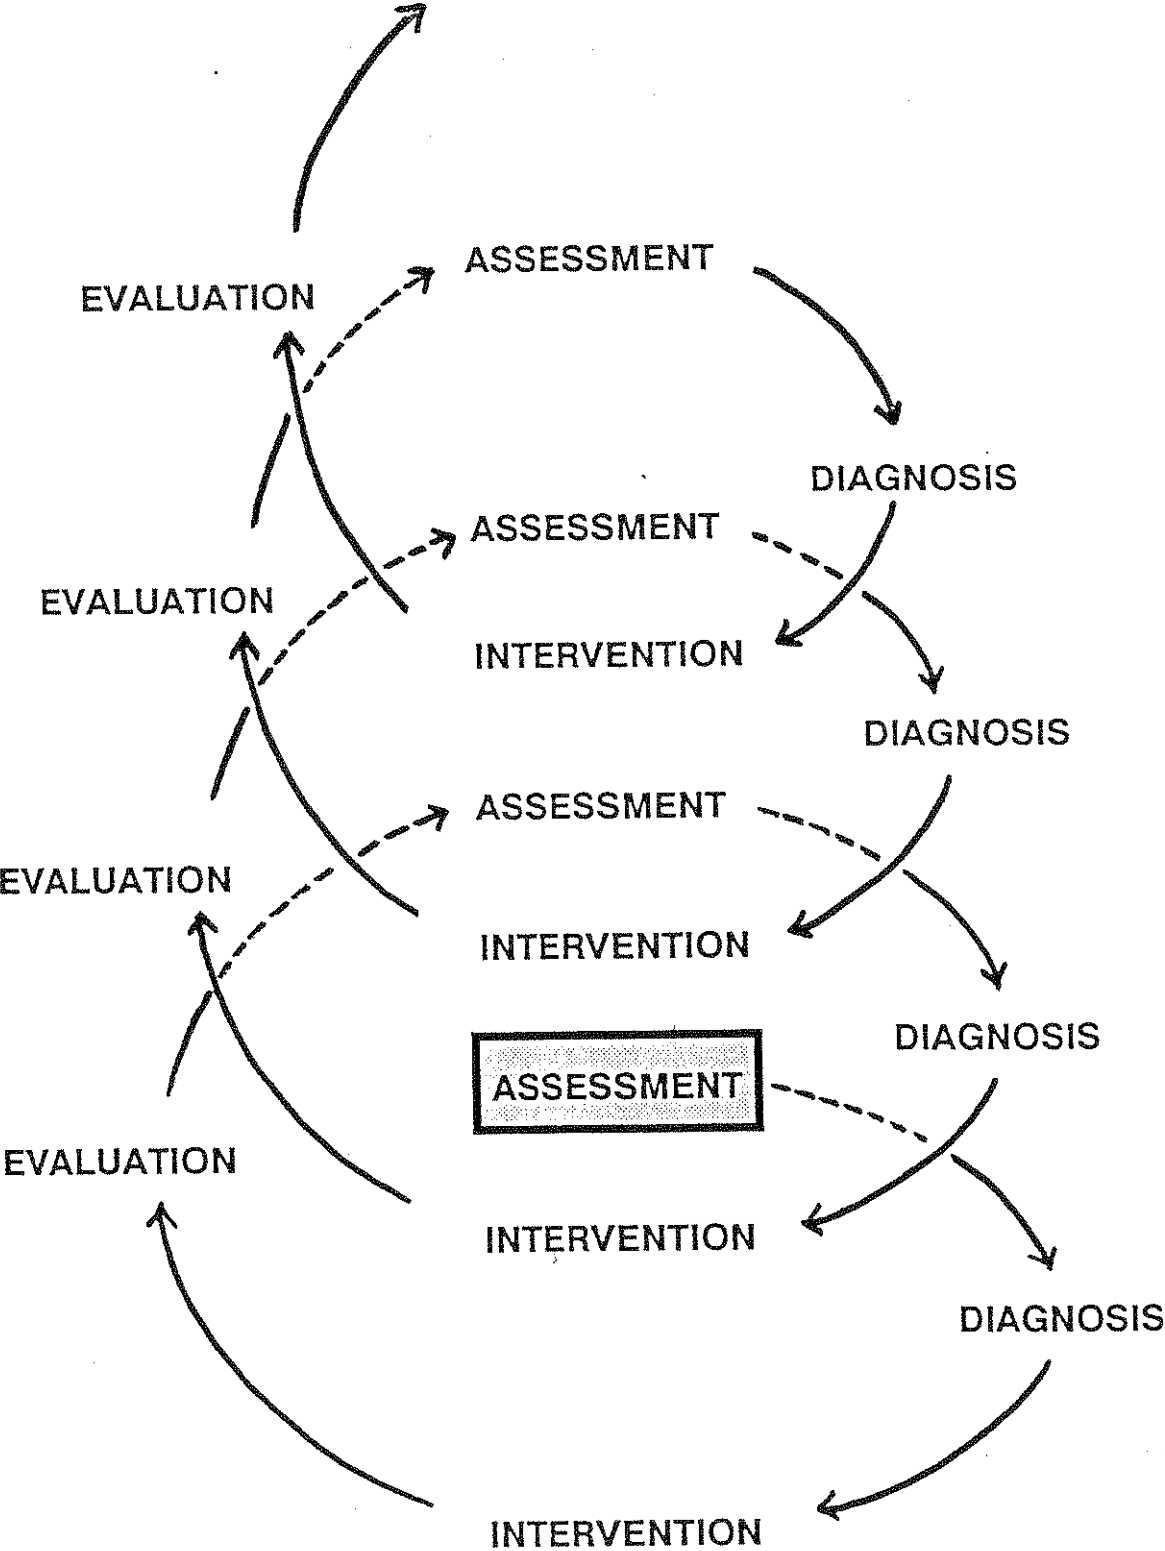 ASSESSMENT
EVALUATION
DIAGNOSIS
ASSESSMENT
EVALUATION
INTERVENTION
DIAGNOSIS
ASSESSMENT
EVALUATION
INTERVENTION
DIAGNOSIS
ASSESSMENT
EVALUATION
INTERVENTION
DIAGNOSIS
INTERVENTION